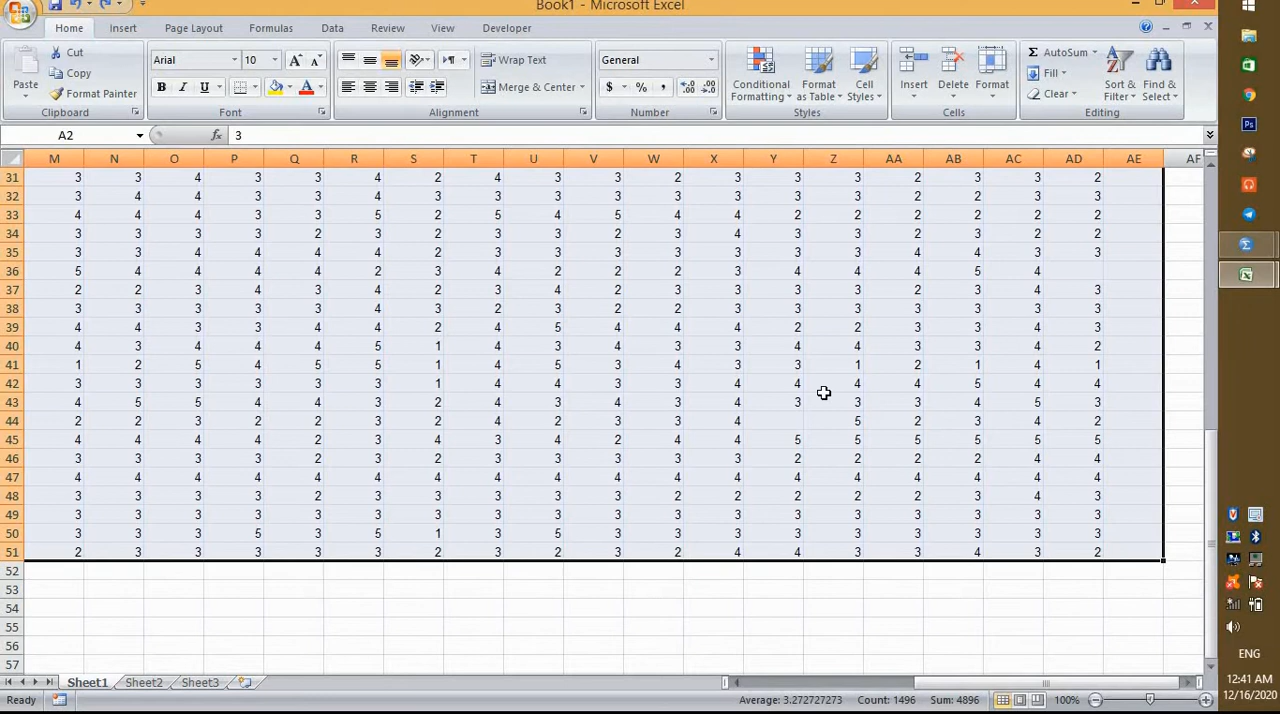 Book1 - Microsoft Excel
Home Insert Page Layout Formulas Data Review View Developer
Cut Arial 10 Wrap Text General AutoSum
Copy Fill
Paste Format Painter B I U A Merge & Center $ % , Conditional Formatting Format as Table Cell Styles Insert Delete Format Clear Sort & Filter Find & Select
Clipboard Font Alignment Number Styles Cells Editing
A2 fx 3
M N O P Q R S T U V W X Y Z AA AB AC AD AE AF
31 3 3 4 3 3 4 2 4 3 3 2 3 3 3 2 3 3 2
32 3 4 4 3 3 4 3 3 3 3 3 3 3 3 2 2 3 3
33 4 4 4 3 3 5 2 5 4 5 4 4 2 2 2 2 2 2
34 3 3 3 3 2 3 2 3 3 2 3 4 3 3 2 3 2 2
35 3 3 4 4 4 4 2 3 3 3 3 3 3 3 4 4 3 3
36 5 4 4 4 4 2 3 4 2 2 2 3 4 4 4 5 4
37 2 2 3 4 3 4 2 3 4 2 3 3 3 3 2 3 4 3
38 3 3 3 3 3 4 3 2 3 2 2 3 3 3 3 3 3 3
39 4 4 3 3 4 4 2 4 5 4 4 4 2 2 3 3 4 3
40 4 3 4 4 4 5 1 4 3 4 3 3 4 4 3 3 4 2
41 1 2 5 4 5 5 1 4 5 3 4 3 3 1 2 1 4 1
42 3 3 3 3 3 3 1 4 4 3 3 4 4 4 4 5 4 4
43 4 5 5 4 4 3 2 4 3 4 3 4 3 3 3 4 5 3
44 2 2 3 2 2 3 2 4 2 3 3 4 5 2 3 4 2
45 4 4 4 4 2 3 4 3 4 2 4 4 5 5 5 5 5 5
46 3 3 3 3 2 3 2 3 3 3 3 3 2 2 2 2 4 4
47 4 4 4 4 4 4 4 4 4 4 4 4 4 4 4 4 4 4
48 3 3 3 3 2 3 3 3 3 3 2 2 2 2 2 3 4 3
49 3 3 3 3 3 3 3 3 3 3 3 3 3 3 3 3 3 3
50 3 3 3 5 3 5 1 3 5 3 3 3 3 3 3 3 3 3
51 2 3 3 3 3 3 2 3 2 3 2 4 4 3 3 4 3 2
52
53
54
55
56
57
Sheet1 Sheet2 Sheet3
Ready Average: 3.272727273 Count: 1496 Sum: 4896 100%
Ps
Σ
ENG
12:41 AM
12/16/2020